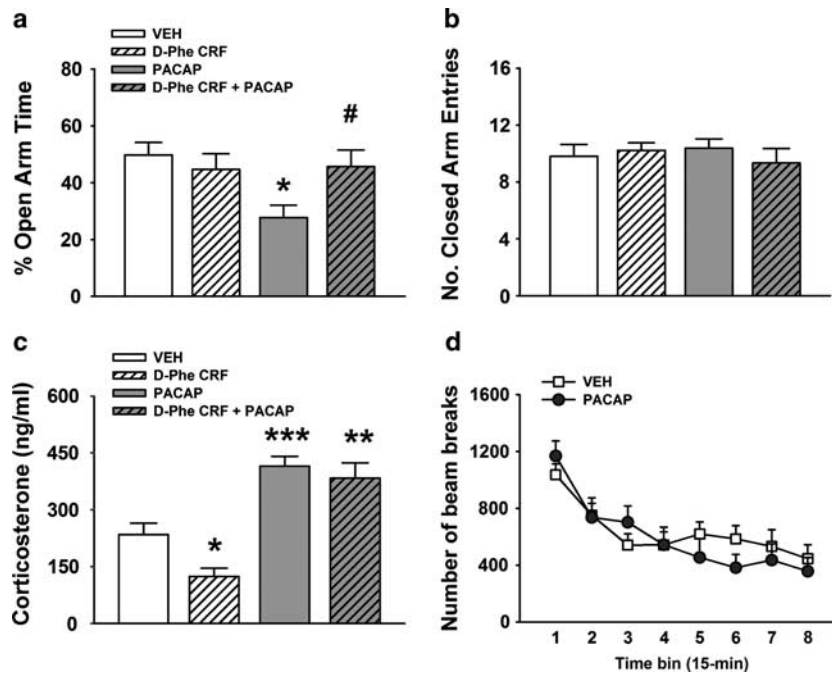 a
VEH
D-Phe CRF
PACAP
D-Phe CRF + PACAP
% Open Arm Time
80
60
40
20
0
*
#
b
No. Closed Arm Entries
16
12
8
4
0
c
VEH
D-Phe CRF
PACAP
D-Phe CRF + PACAP
Corticosterone (ng/ml)
600
450
300
150
0
*
***
**
d
VEH
PACAP
Number of beam breaks
1600
1200
800
400
0
1 2 3 4 5 6 7 8
Time bin (15-min)